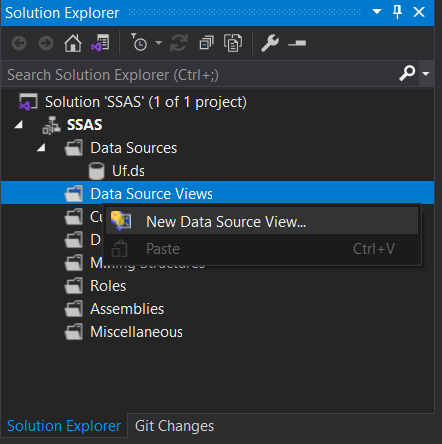 Solution Explorer
Search Solution Explorer (Ctrl+;)
Solution 'SSAS' (1 of 1 project)
SSAS
Data Sources
Uf.ds
Data Source Views
New Data Source View...
Paste Ctrl+V
Roles
Assemblies
Miscellaneous
Solution Explorer Git Changes